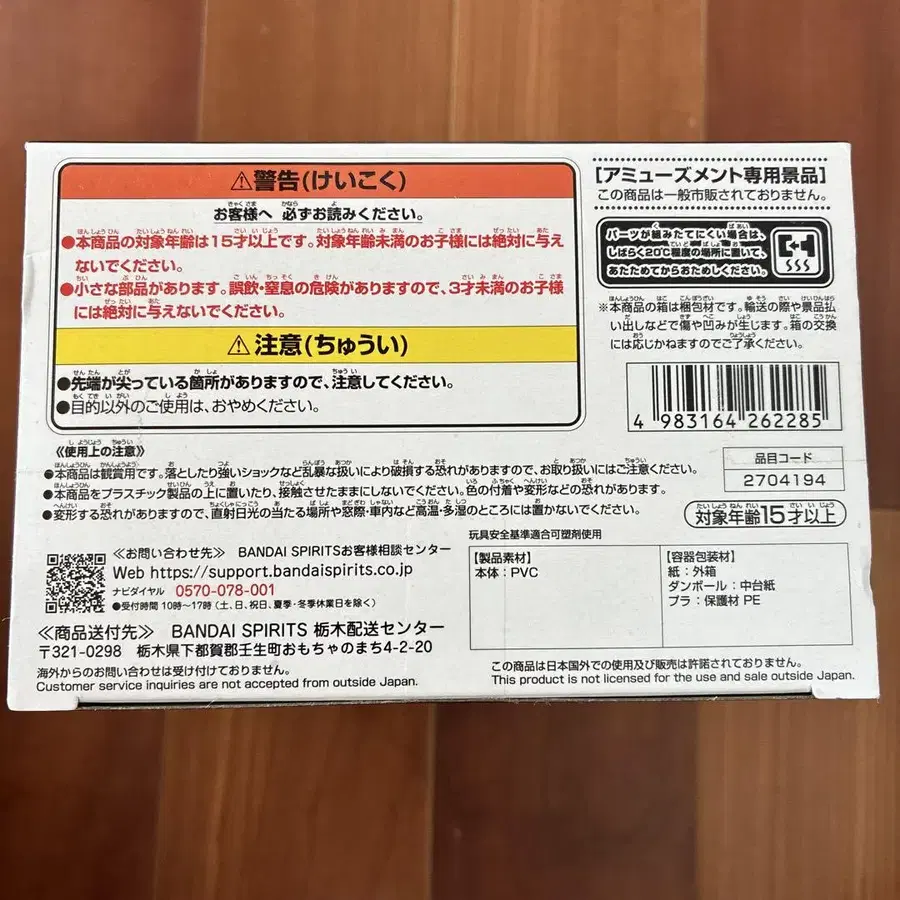 ⚠警告(けいこく)
お客様へ 必ずお読みください。
●本商品の対象年齢は15才以上です。対象年齢未満のお子様には絶対に与え
ないでください。
●小さな部品があります。誤飲・窒息の危険がありますので、3才未満のお子様
には絶対に与えないでください。
⚠注意(ちゅうい)
●先端が尖っている箇所がありますので、注意してください。
●目的以外のご使用は、おやめください。
[アミューズメント専用景品]
この商品は一般市販されておりません。
パーツが組みたてにくい場合は、
しばらく20℃程度の場所に置いて、
あたためてからおためしください。
※本商品の箱は梱包材です。輸送の際や景品払
い出しなどで傷や凹みが生じます。箱の交換
には応じかねますのでご了承ください。
4 983164 262285
品目コード
2704194
対象年齢15才以上
《使用上の注意》
●本商品は観賞用です。落としたり強いショックなど乱暴な扱いにより破損する恐れがありますので、お取り扱いにはご注意ください。
●本商品をプラスチック製品の上に置いたり、接触させたままにしないでください。色の付着や変形などの恐れがあります。
●変形する恐れがありますので、直射日光の当たる場所や窓際・車内など高温・多湿のところには置かないでください。
≪お問い合わせ先≫ BANDAI SPIRITSお客様相談センター
Web https://support.bandaispirits.co.jp
ナビダイヤル 0570-078-001
●受付時間 10時〜17時(土、日、祝日、夏季・冬季休業日を除く)
≪商品送付先≫ BANDAI SPIRITS 栃木配送センター
〒321-0298 栃木県下都賀郡壬生町おもちゃのまち4-2-20
海外からのお問い合わせは受け付けておりません。
Customer service inquiries are not accepted from outside Japan.
玩具安全基準適合可塑剤使用
【製品素材】
本体:PVC
【容器包装材】
紙:外箱
ダンボール:中台紙
プラ:保護材 PE
この商品は日本国外での使用及び販売は許諾されておりません。
This product is not licensed for the use and sale outside Japan.